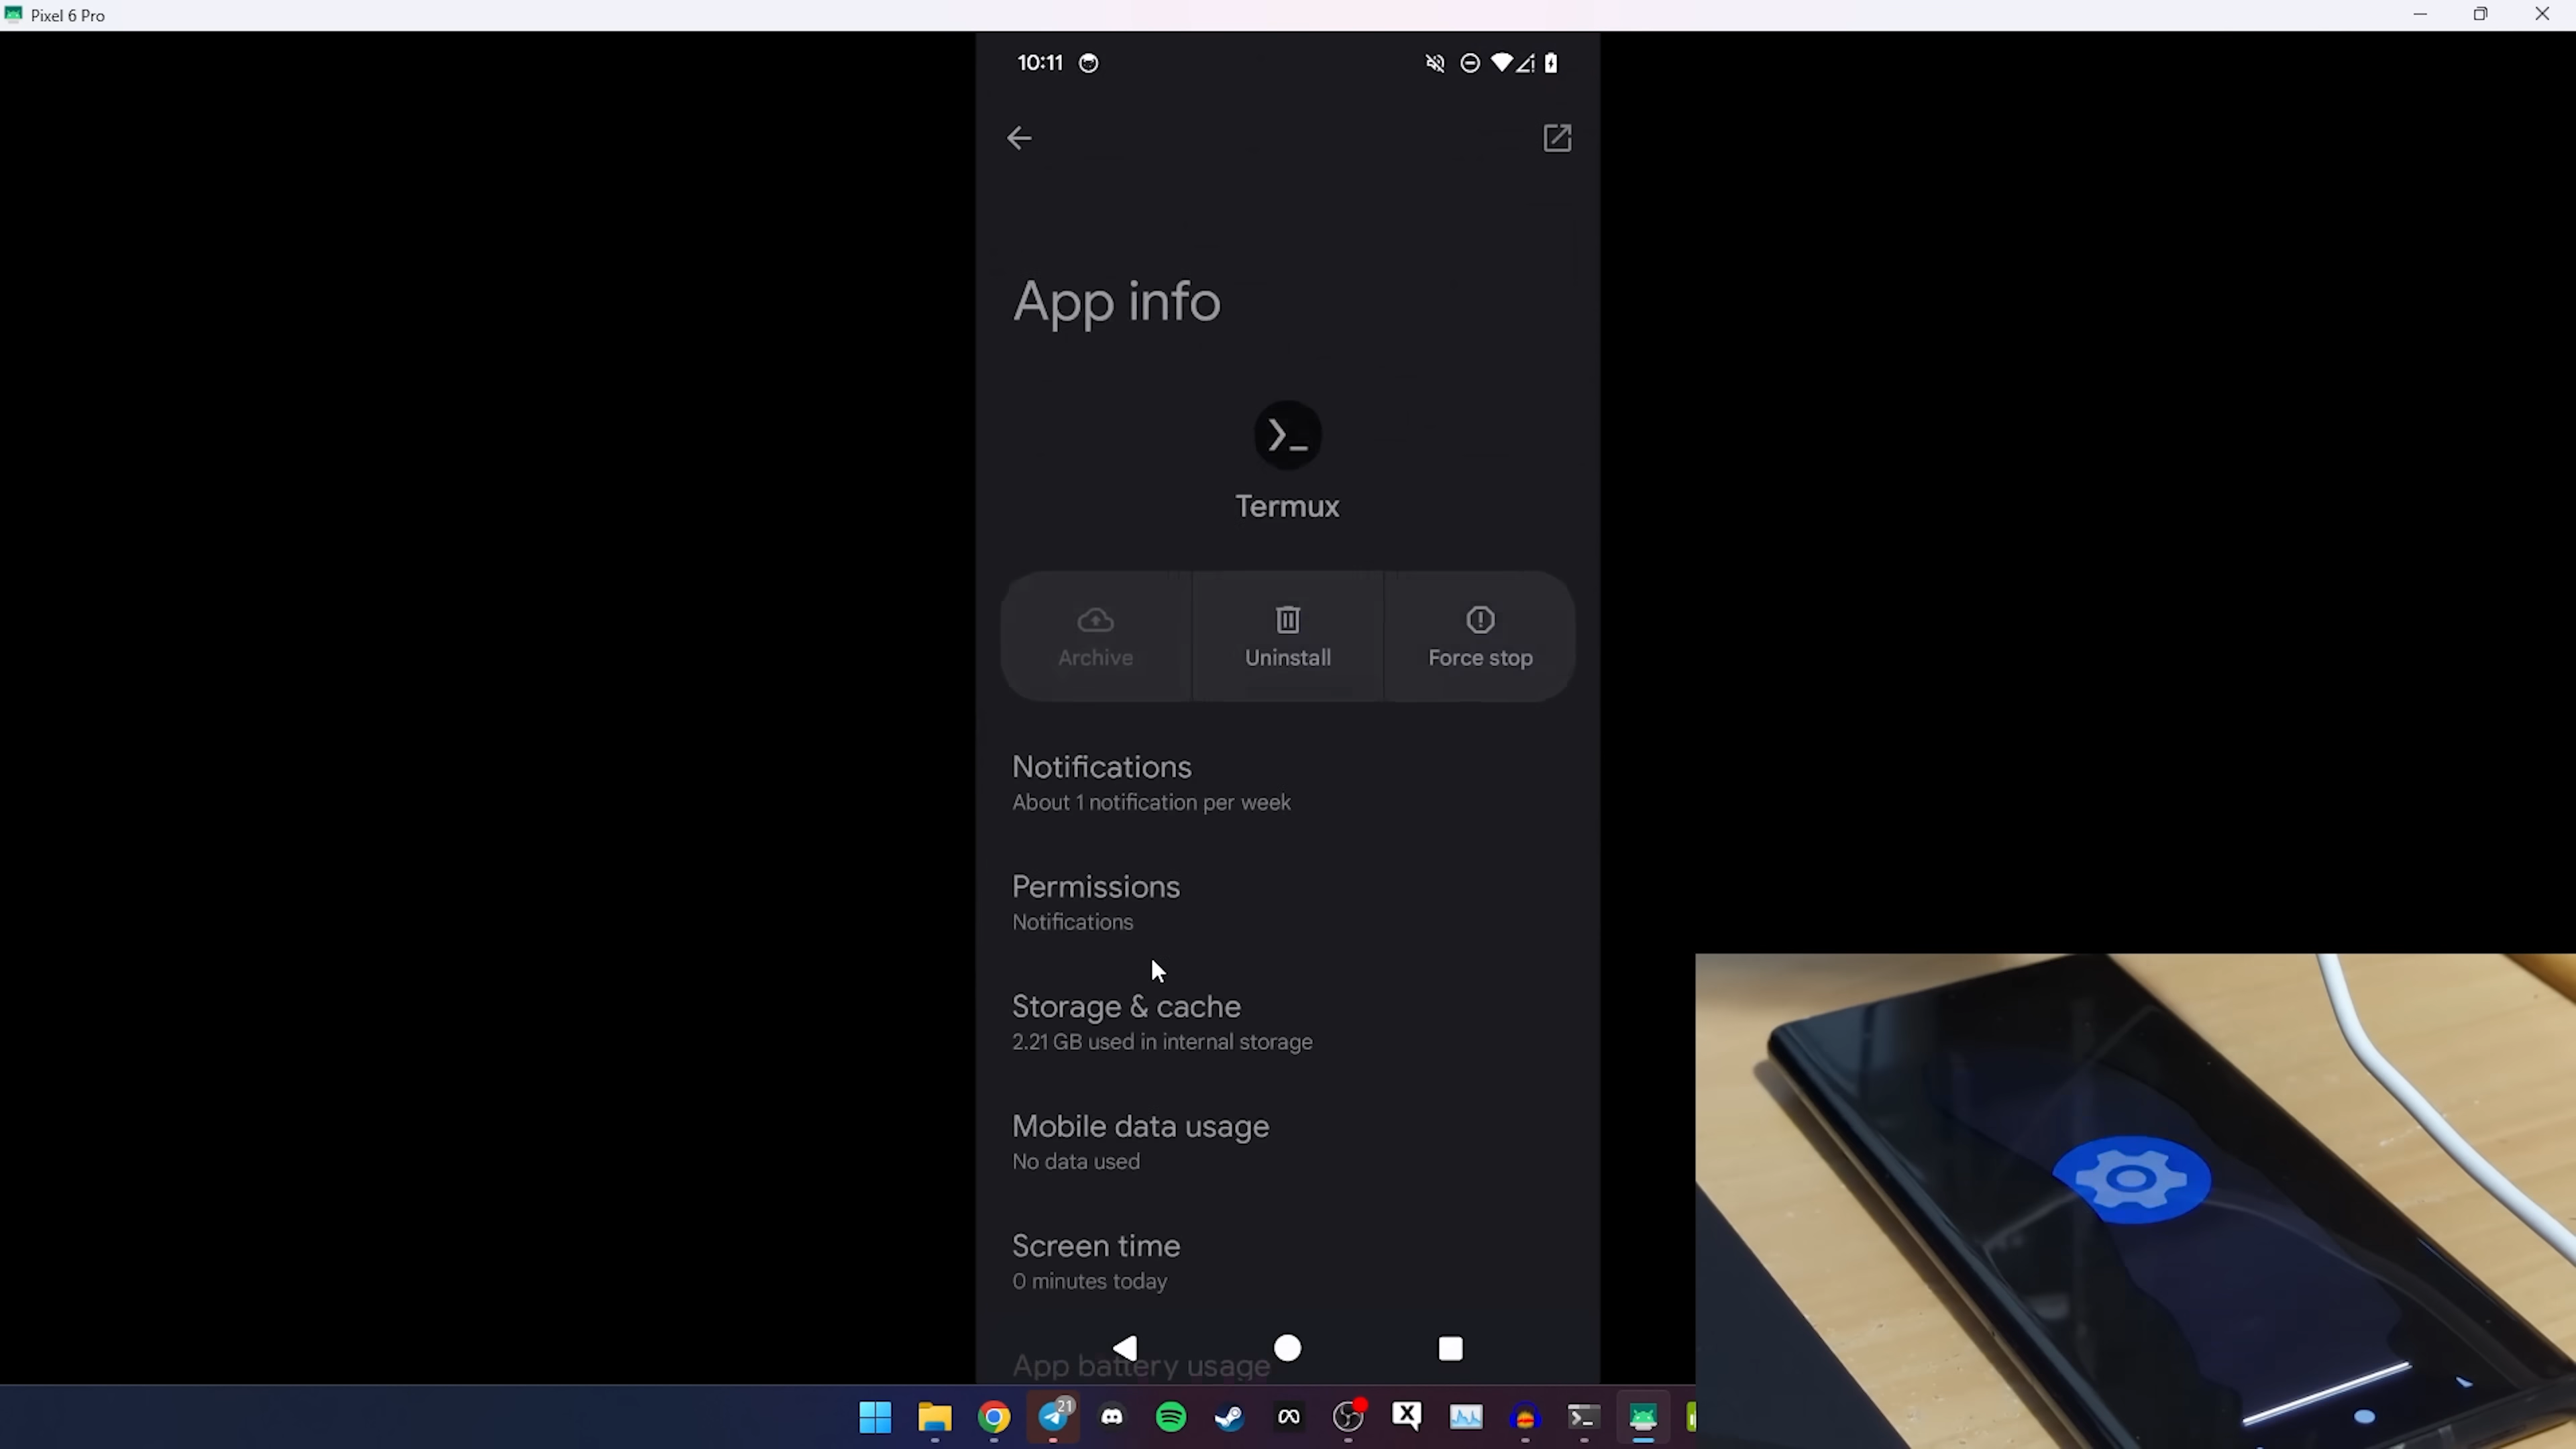 Pixel 6 Pro
10:11
App info
Termux
Archive
Uninstall
Force stop
Notifications
About 1 notification per week
Permissions
Notifications
Storage & cache
2.21 GB used in internal storage
Mobile data usage
No data used
Screen time
0 minutes today
App battery usage
21